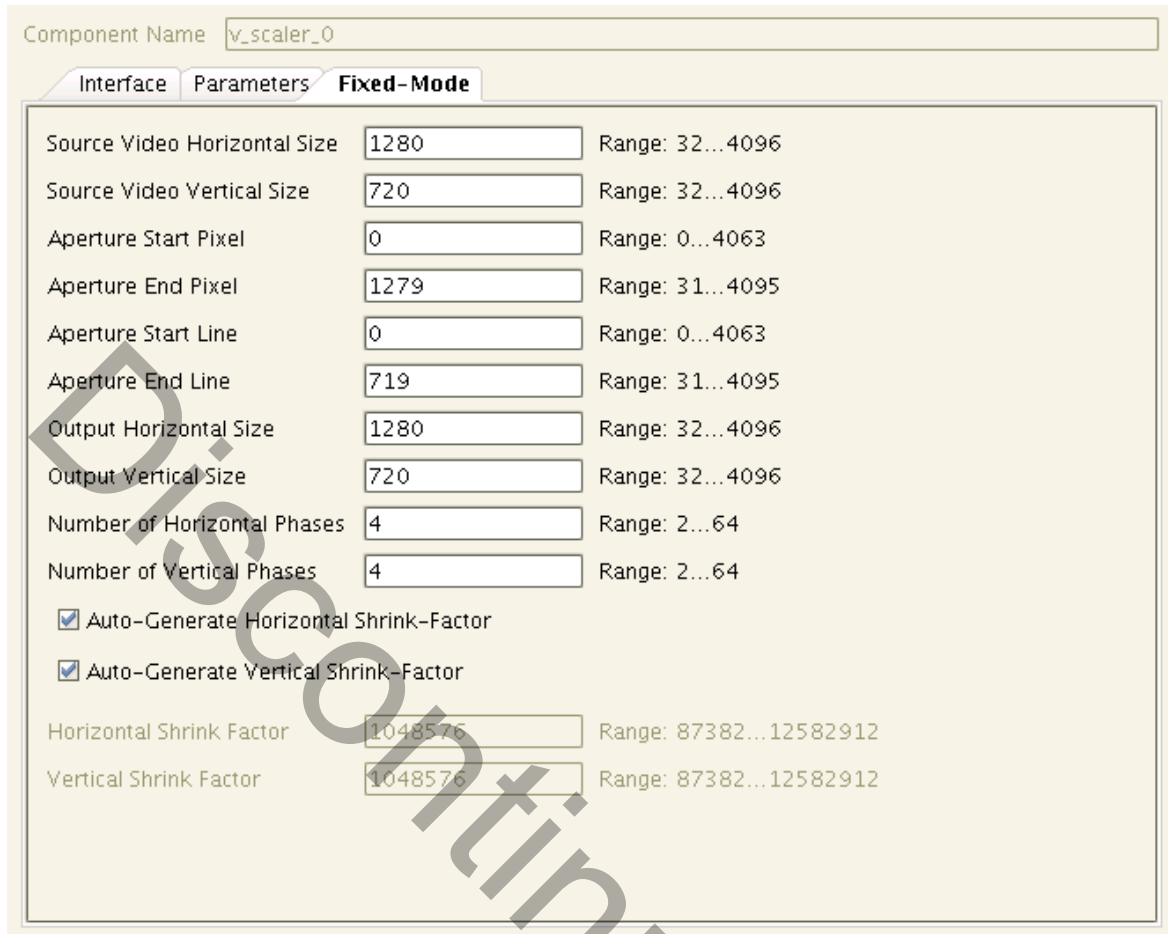 Component Name v_scaler_0
Interface Parameters Fixed-Mode
Source Video Horizontal Size 1280 Range: 32...4096
Source Video Vertical Size 720 Range: 32...4096
Aperture Start Pixel 0 Range: 0...4063
Aperture End Pixel 1279 Range: 31...4095
Aperture Start Line 0 Range: 0...4063
Aperture End Line 719 Range: 31...4095
Output Horizontal Size 1280 Range: 32...4096
Output Vertical Size 720 Range: 32...4096
Number of Horizontal Phases 4 Range: 2...64
Number of Vertical Phases 4 Range: 2...64
Auto-Generate Horizontal Shrink-Factor
Auto-Generate Vertical Shrink-Factor
Horizontal Shrink Factor 1048576 Range: 87382...12582912
Vertical Shrink Factor 1048576 Range: 87382...12582912